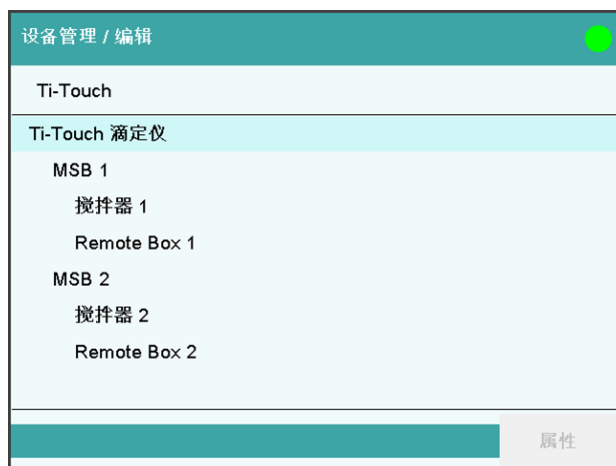 设备管理 / 编辑
Ti-Touch
Ti-Touch 滴定仪
MSB 1
搅拌器 1
Remote Box 1
MSB 2
搅拌器 2
Remote Box 2
属性